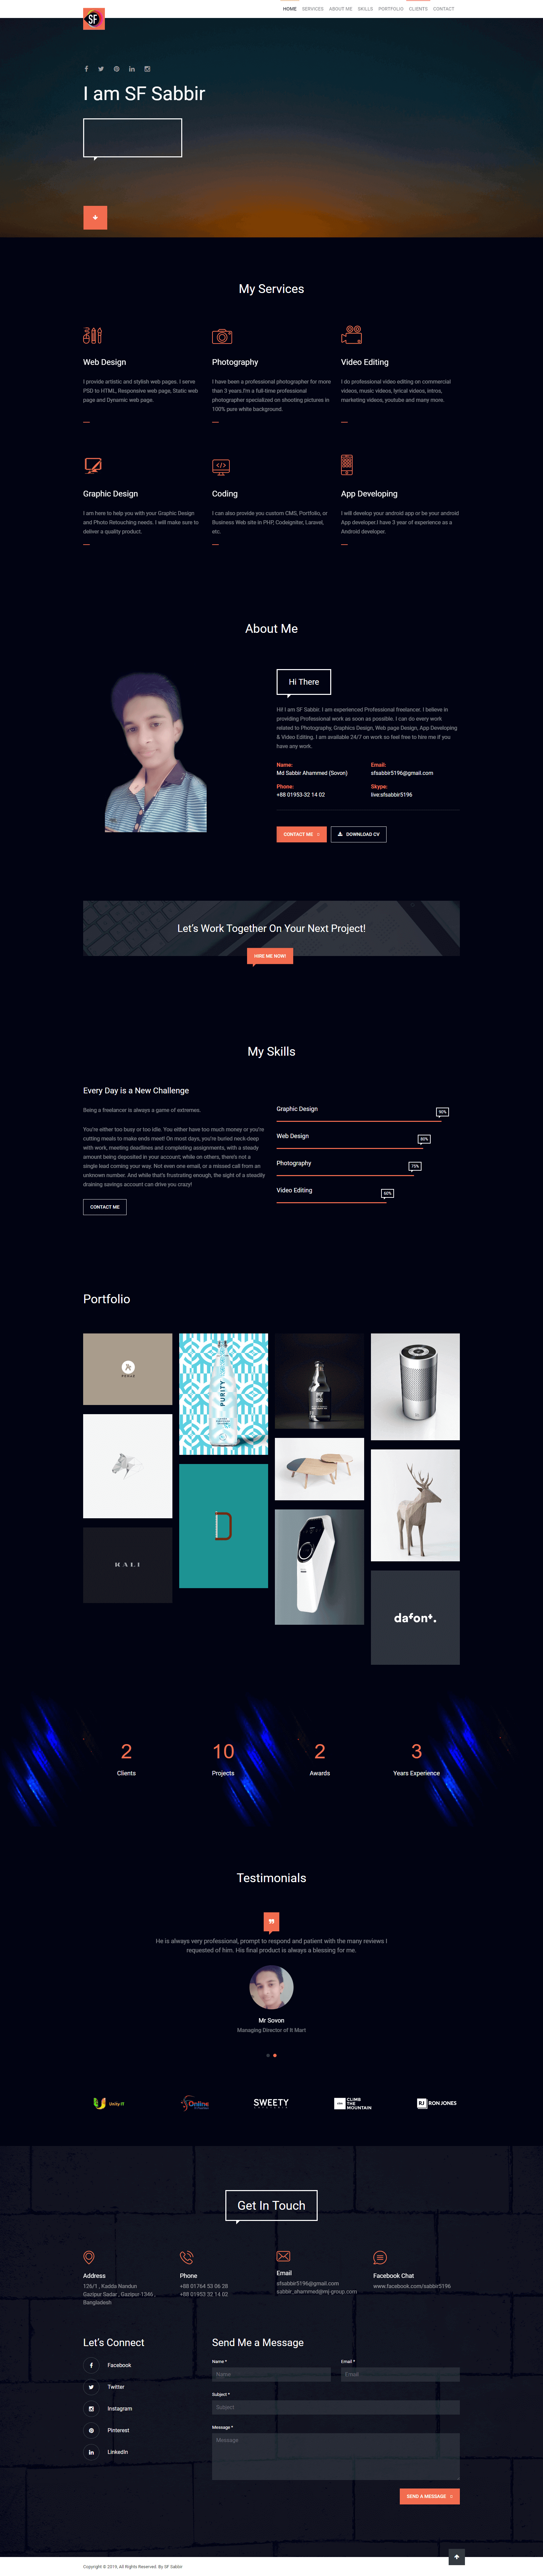 SF
HOME SERVICES ABOUT ME SKILLS PORTFOLIO CLIENTS CONTACT
I am SF Sabbir
My Services
Web Design
I provide artistic and stylish web pages. I serve
PSD to HTML, Responsive web page, Static web
page and Dynamic web page.
Photography
I have been a professional photographer for more
than 3 years.I'm a full-time professional
photographer specialized on shooting pictures in
100% pure white background.
Video Editing
I do professional video editing on commercial
videos, music videos, lyrical videos, intros,
marketing videos, youtube and many more.
Graphic Design
I am here to help you with your Graphic Design
and Photo Retouching needs. I will make sure to
deliver a quality product.
Coding
I can also provide you custom CMS, Portfolio, or
Business Web site in PHP, Codeigniter, Laravel,
etc.
App Developing
I will develop your android app or be your android
App developer.I have 3 year of experience as a
Android developer.
About Me
Hi There
Hi! I am SF Sabbir. I am experienced Professional freelancer. I believe in
providing Professional work as soon as possible. I can do every work
related to Photography, Graphics Design, Web page Design, App Developing
& Video Editing. I am available 24/7 on work so feel free to hire me if you
have any work.
Name:
Md Sabbir Ahammed (Sovon)
Email:
sfsabbir5196@gmail.com
Phone:
+88 01953-32 14 02
Skype:
live:sfsabbir5196
CONTACT ME
DOWNLOAD CV
Let's Work Together On Your Next Project!
HIRE ME NOW!
My Skills
Every Day is a New Challenge
Being a freelancer is always a game of extremes.
You're either too busy or too idle. You either have too much money or you're
cutting meals to make ends meet! On most days, you're buried neck-deep
with work, meeting deadlines and completing assignments, with a steady
amount being deposited in your account; while on others, there's not a
single lead coming your way. Not even one email, or a missed call from an
unknown number. And while that's frustrating enough, the sight of a steadily
draining savings account can drive you crazy!
CONTACT ME
Graphic Design
90%
Web Design
80%
Photography
75%
Video Editing
60%
Portfolio
PURITY
KALI
dafont.
2
Clients
10
Projects
2
Awards
3
Years Experience
Testimonials
He is always very professional, prompt to respond and patient with the many reviews I
requested of him. His final product is always a blessing for me.
Mr Sovon
Managing Director of It Mart
Unity-IT
Online
SWEETY
CLIMB
THE
MOUNTAIN
RJ RON JONES
Get In Touch
Address
126/1 , Kadda Nandun
Gazipur Sadar , Gazipur 1346
Bangladesh
Phone
+88 01764 53 06 28
+88 01953 32 14 02
Email
sfsabbir5196@gmail.com
sabbir_ahammed@mj-group.com
Facebook Chat
www.facebook.com/sabbir5196
Let's Connect
Facebook
Twitter
Instagram
Pinterest
LinkedIn
Send Me a Message
Name *
Name
Email *
Email
Subject *
Subject
Message *
Message
SEND A MESSAGE
Copyright © 2019, All Rights Reserved. By SF Sabbir